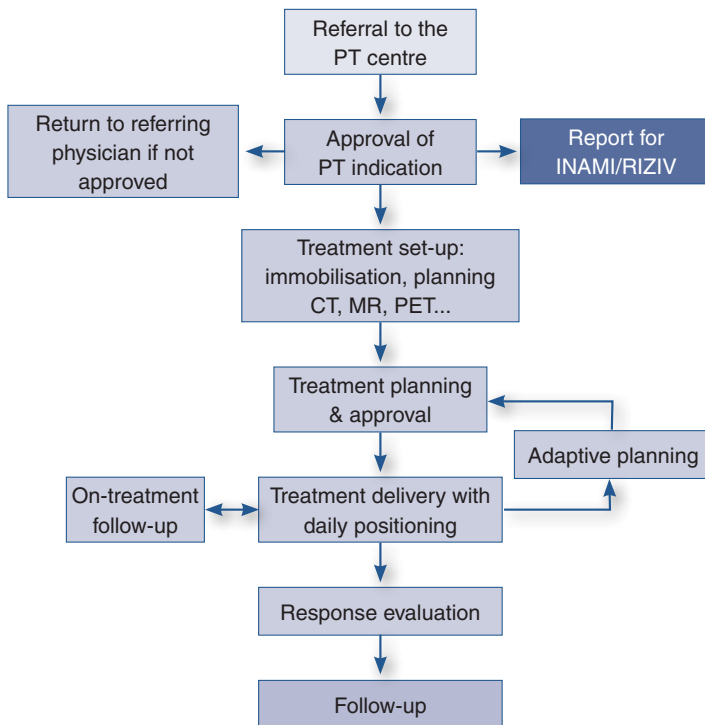 Referral to the
PT centre
Return to referring
physician if not
approved
Approval of
PT indication
Report for
INAMI/RIZIV
Treatment set-up:
immobilisation, planning
CT, MR, PET...
Treatment planning
& approval
Adaptive planning
On-treatment
follow-up
Treatment delivery with
daily positioning
Response evaluation
Follow-up